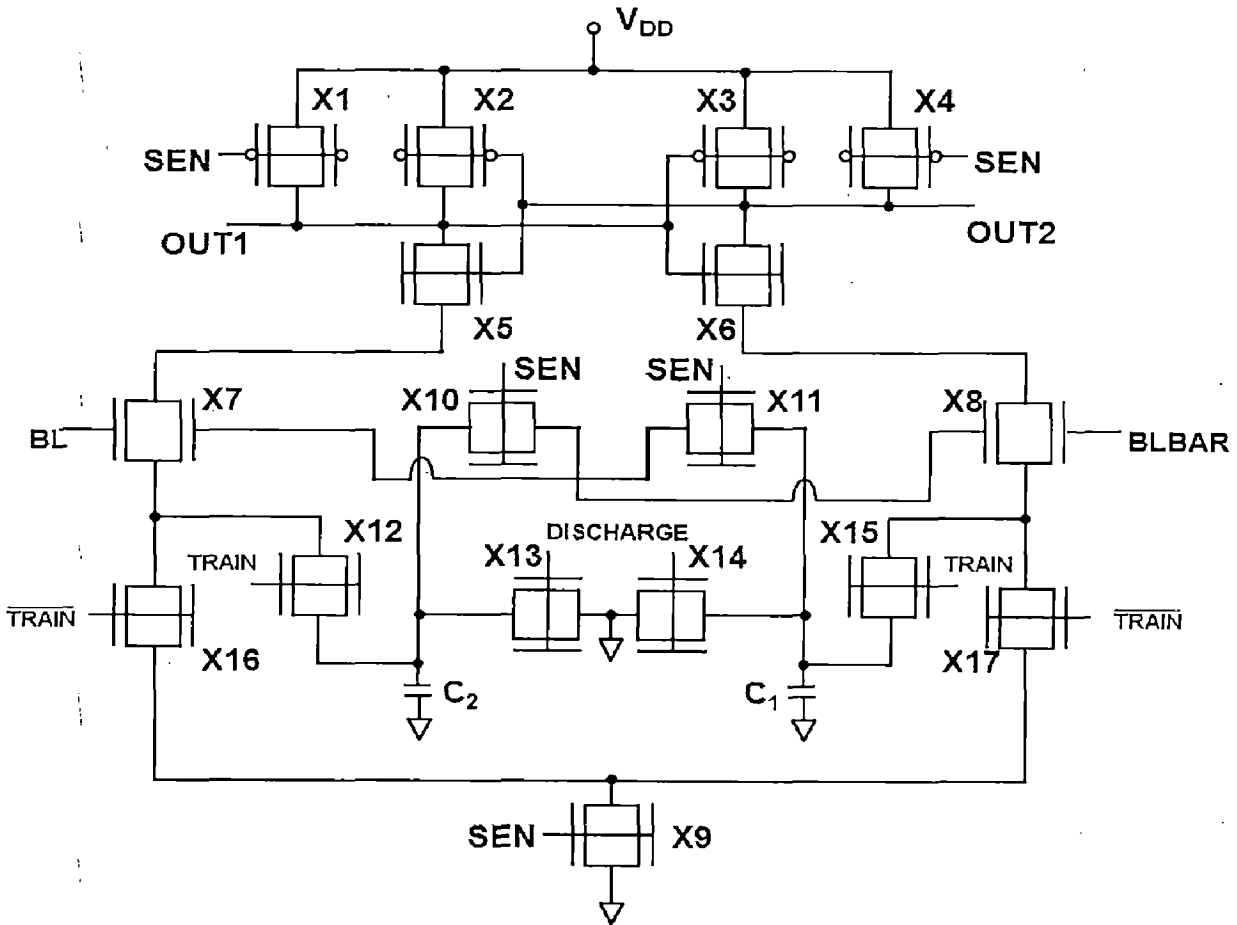 V_DD
X1
X2
X3
X4
SEN
SEN
OUT1
OUT2
X5
X6
SEN
SEN
X7
X10
X11
X8
BL
BLBAR
X12
DISCHARGE
X15
X13
X14
TRAIN
TRAIN
TRAIN
TRAIN
X16
X17
C₂
C₁
SEN
X9